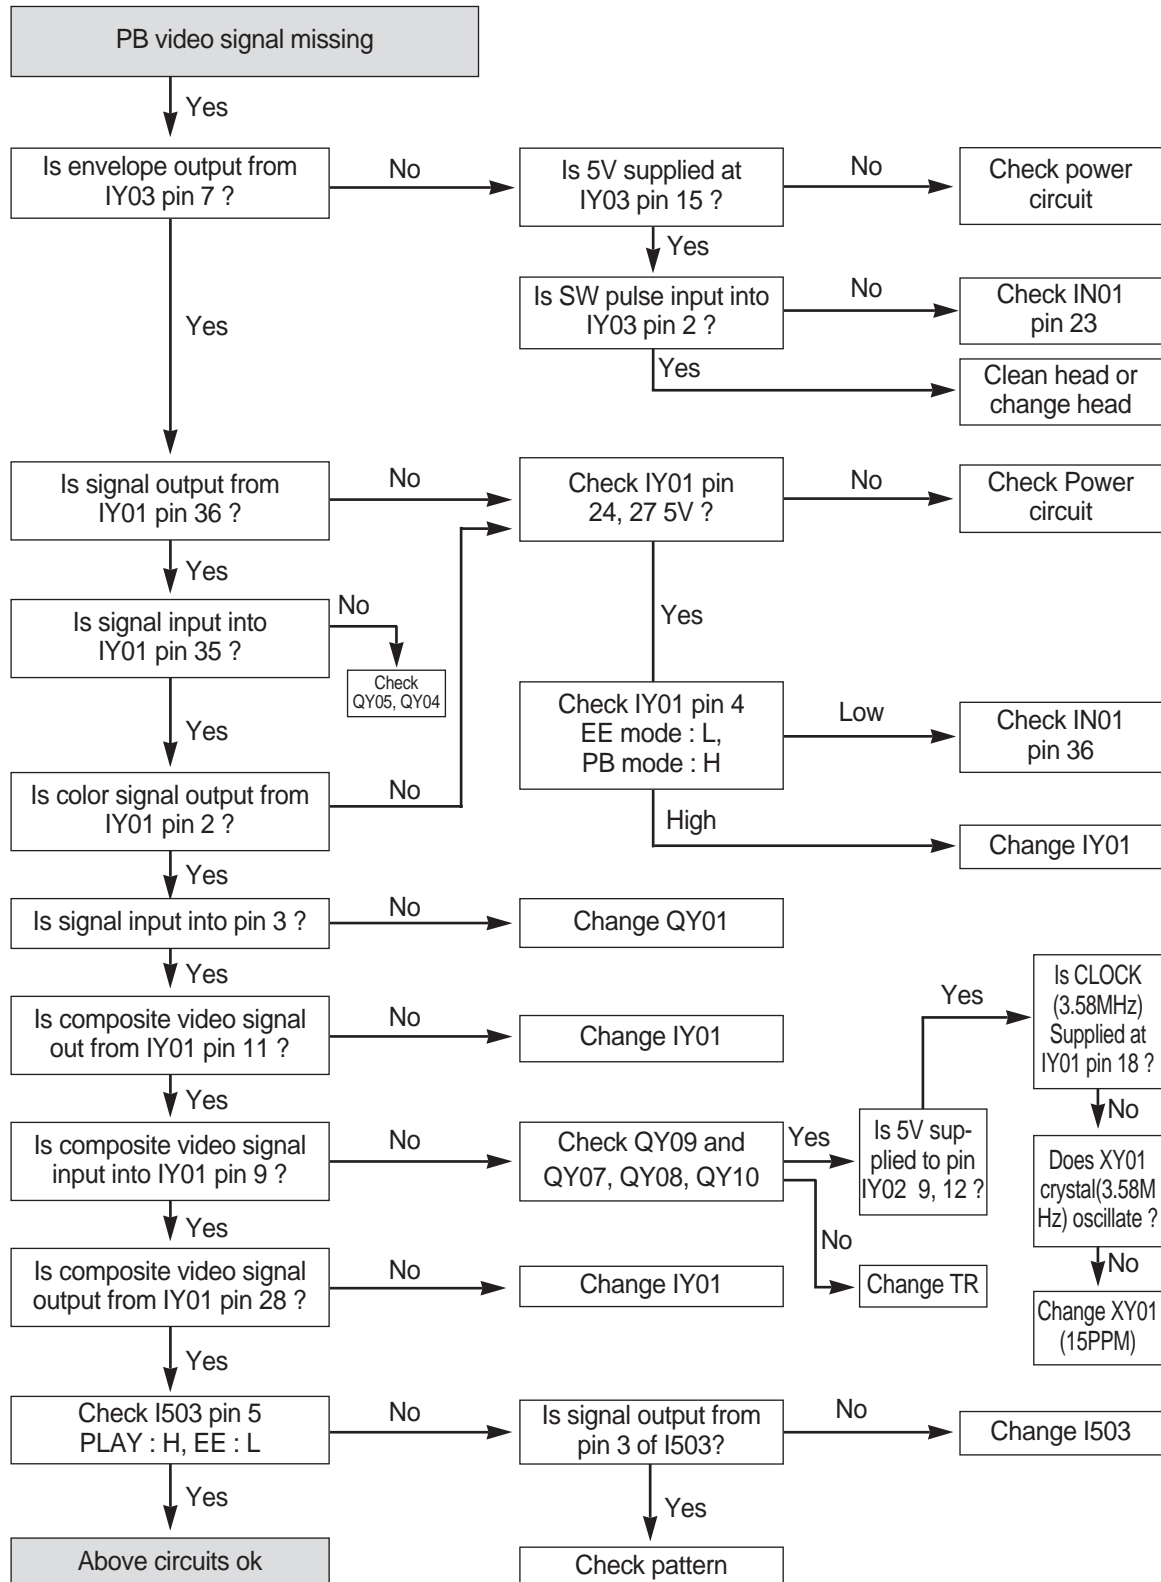 PB video signal missing
Yes
Is envelope output from
IY03 pin 7 ?
No
Is 5V supplied at
IY03 pin 15 ?
No
Check power
circuit
Yes
Is SW pulse input into
IY03 pin 2 ?
No
Check IN01
pin 23
Yes
Clean head or
change head
Yes
Is signal output from
IY01 pin 36 ?
No
Check IY01 pin
24, 27 5V ?
No
Check Power
circuit
Yes
Is signal input into
IY01 pin 35 ?
No
Check
QY05, QY04
Yes
Check IY01 pin 4
EE mode : L,
PB mode : H
Low
Check IN01
pin 36
High
Change IY01
Yes
Is color signal output from
IY01 pin 2 ?
No
Yes
Is signal input into pin 3 ?
No
Change QY01
Yes
Is composite video signal
out from IY01 pin 11 ?
No
Change IY01
Yes
Is composite video signal
input into IY01 pin 9 ?
No
Check QY09 and
QY07, QY08, QY10
Yes
Is 5V sup-
plied to pin
IY02 9, 12 ?
Yes
Is CLOCK
(3.58MHz)
Supplied at
IY01 pin 18 ?
No
Does XY01
crystal(3.58M
Hz) oscillate ?
No
Change XY01
(15PPM)
No
Change TR
Yes
Is composite video signal
output from IY01 pin 28 ?
No
Change IY01
Yes
Check I503 pin 5
PLAY : H, EE : L
No
Is signal output from
pin 3 of I503?
No
Change I503
Yes
Check pattern
Yes
Above circuits ok